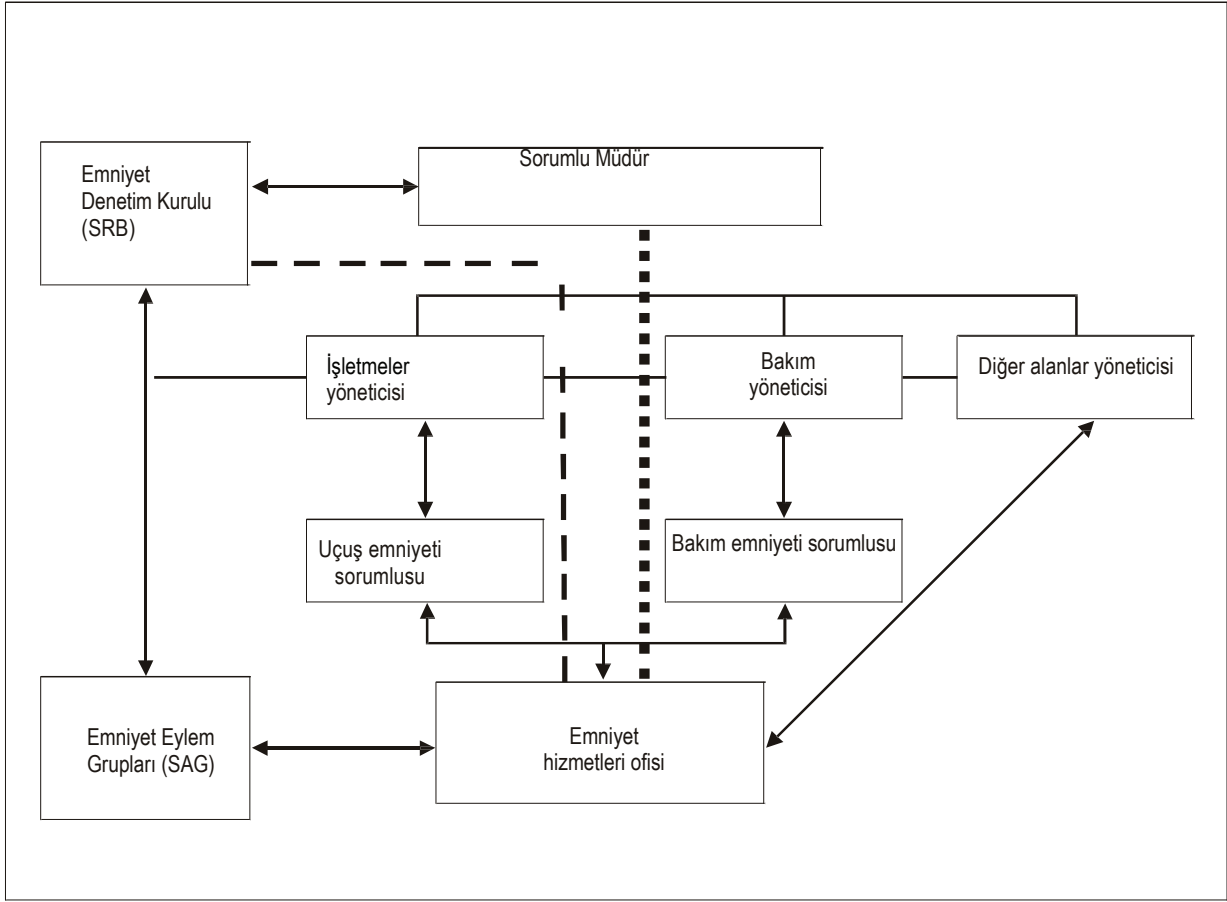 Emniyet
Denetim Kurulu
(SRB)
Sorumlu Müdür
İşletmeler
yöneticisi
Bakım
yöneticisi
Diğer alanlar yöneticisi
Uçuş emniyeti
sorumlusu
Bakım emniyeti sorumlusu
Emniyet Eylem
Grupları (SAG)
Emniyet
hizmetleri ofisi